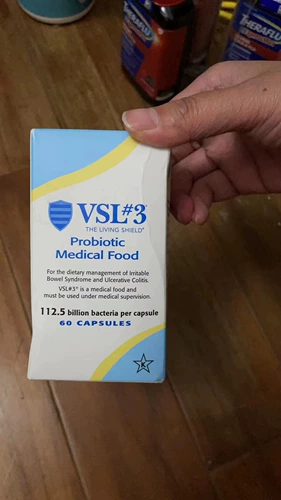 THERAFLU
THERAFLU
VSL#3®
THE LIVING SHIELD®
Probiotic
Medical Food
For the dietary management of Irritable
Bowel Syndrome and Ulcerative Colitis.
VSL#3® is a medical food and
must be used under medical supervision.
112.5 billion bacteria per capsule
60 CAPSULES
K